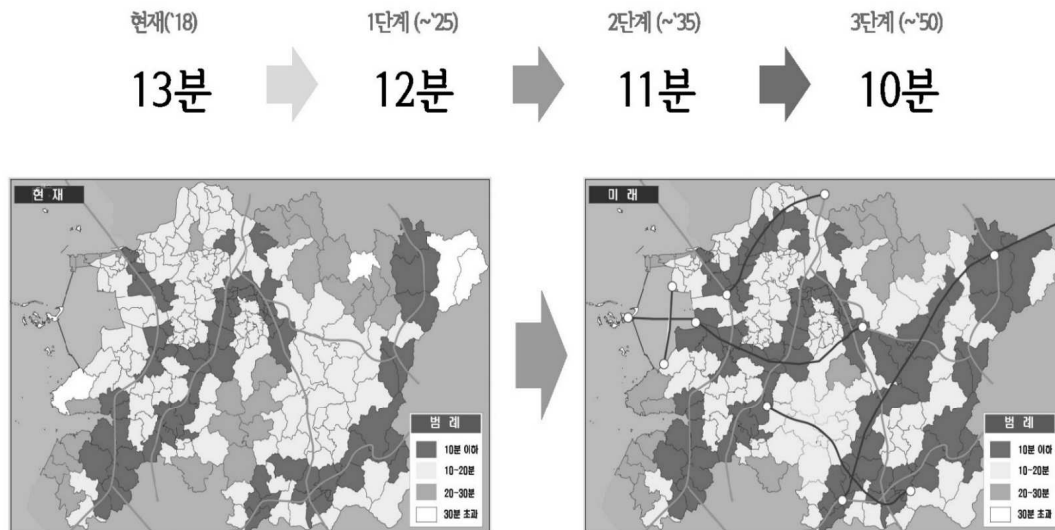 현재('18)
1단계 (~'25)
2단계 (~'35)
3단계 (~'50)
13분
12분
11분
10분
현 재
미 래
범 례
10분 이하
10-20분
20-30분
30분 초과
범 례
10분 이하
10-20분
20-30분
30분 초과